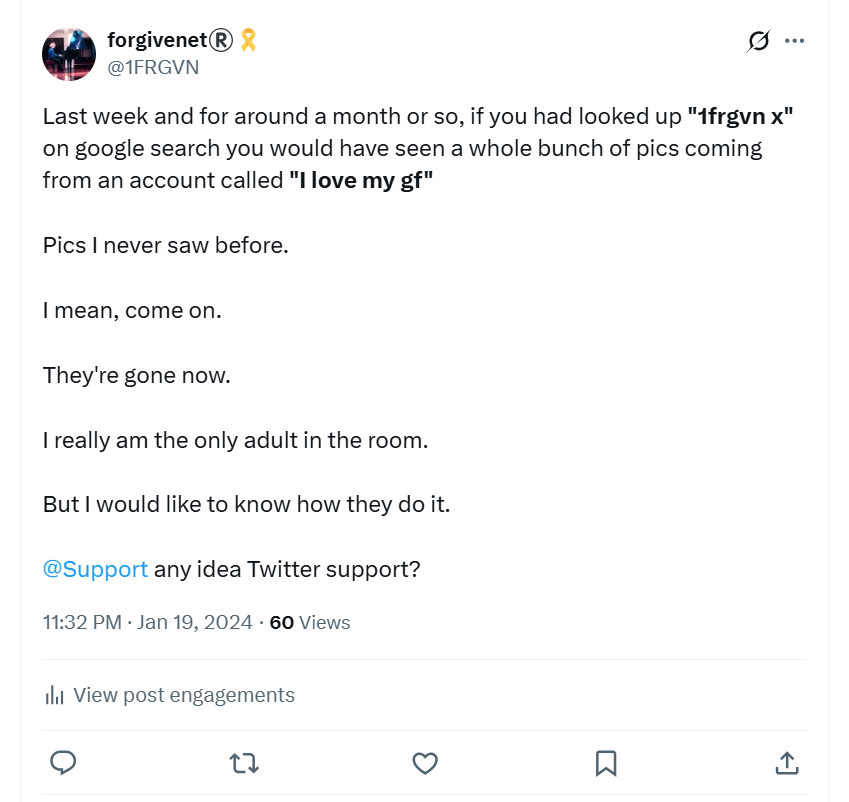 forgivenet® 🎗
@1FRGVN
Last week and for around a month or so, if you had looked up "1frgvn x"
on google search you would have seen a whole bunch of pics coming
from an account called "I love my gf"
Pics I never saw before.
I mean, come on.
They're gone now.
I really am the only adult in the room.
But I would like to know how they do it.
@Support any idea Twitter support?
11:32 PM · Jan 19, 2024 · 60 Views
View post engagements